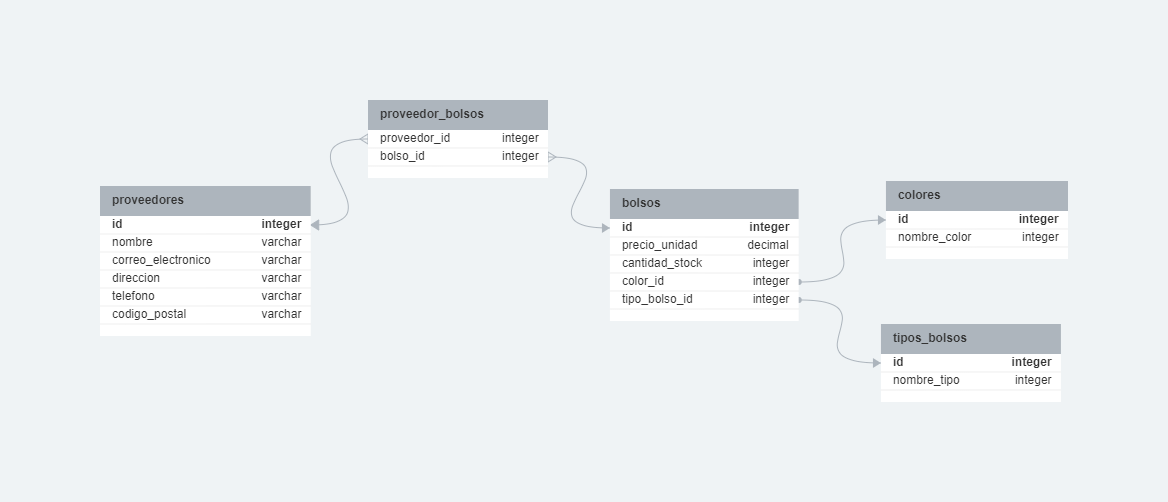 proveedor_bolsos
proveedor_id integer
bolso_id integer
proveedores
id integer
nombre varchar
correo_electronico varchar
direccion varchar
telefono varchar
codigo_postal varchar
bolsos
id integer
precio_unidad decimal
cantidad_stock integer
color_id integer
tipo_bolso_id integer
colores
id integer
nombre_color integer
tipos_bolsos
id integer
nombre_tipo integer